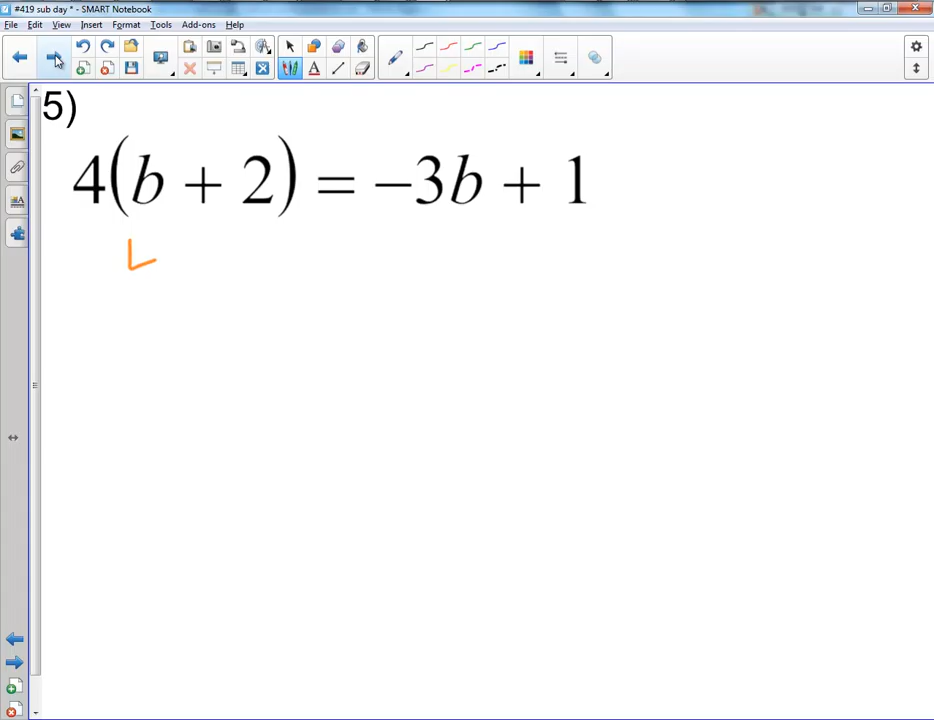 #419 sub day * - SMART Notebook
File Edit View Insert Format Tools Add-ons Help
5)
4(b + 2) = −3b + 1